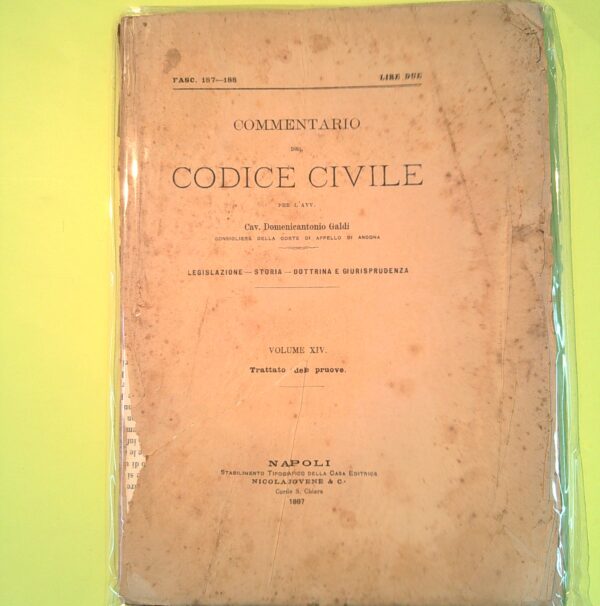 FASC. 187—188 LIRE DUE
COMMENTARIO
DEL
CODICE CIVILE
PER L'AVV.
Cav. Domenicantonio Galdi
CONSIGLIERE DELLA CORTE DI APPELLO DI ANCONA
LEGISLAZIONE — STORIA — DOTTRINA E GIURISPRUDENZA
VOLUME XIV.
Trattato delle pruove.
NAPOLI
STABILIMENTO TIPOGRAFICO DELLA CASA EDITRICE
NICOLA JOVENE & C.
Cortile S. Chiara
1887